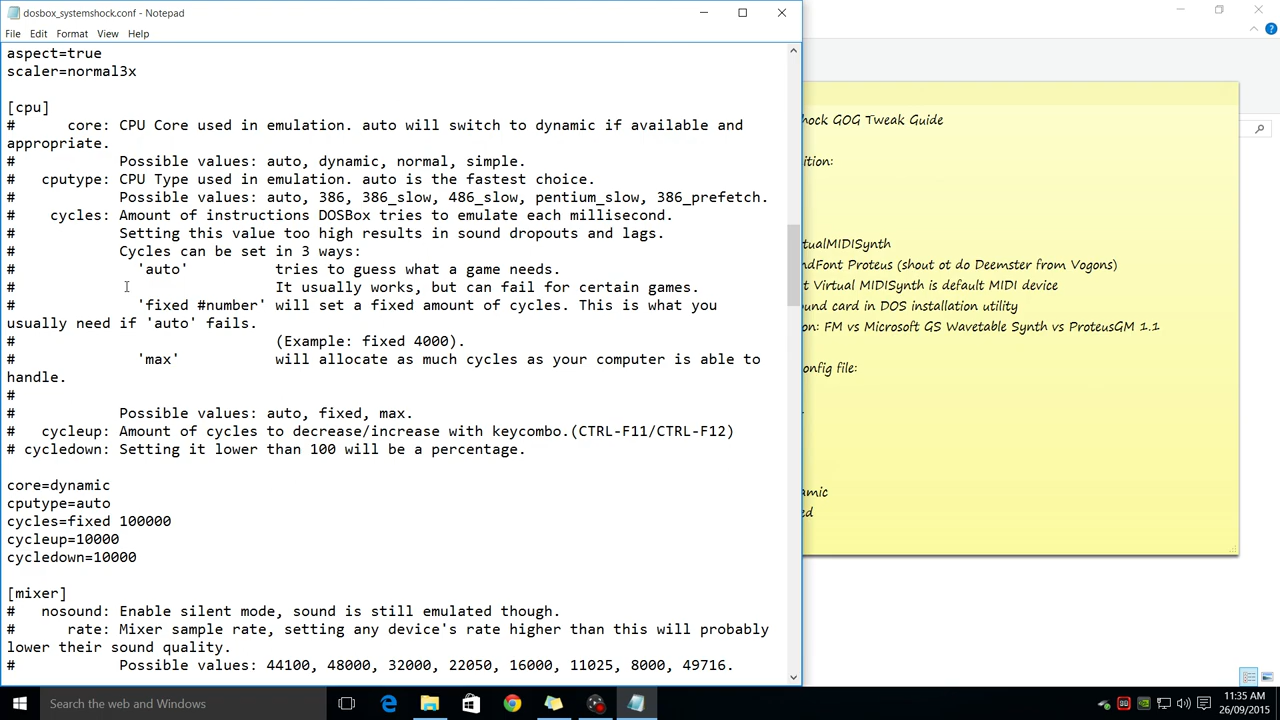 dosbox_systemshock.conf - Notepad
File Edit Format View Help
aspect=true
scaler=normal3x
[cpu]
# core: CPU Core used in emulation. auto will switch to dynamic if available and
appropriate.
# Possible values: auto, dynamic, normal, simple.
# cputype: CPU Type used in emulation. auto is the fastest choice.
# Possible values: auto, 386, 386_slow, 486_slow, pentium_slow, 386_prefetch.
# cycles: Amount of instructions DOSBox tries to emulate each millisecond.
# Setting this value too high results in sound dropouts and lags.
# Cycles can be set in 3 ways:
# 'auto' tries to guess what a game needs.
# It usually works, but can fail for certain games.
# 'fixed #number' will set a fixed amount of cycles. This is what you
usually need if 'auto' fails.
# (Example: fixed 4000).
# 'max' will allocate as much cycles as your computer is able to
handle.
#
# Possible values: auto, fixed, max.
# cycleup: Amount of cycles to decrease/increase with keycombo.(CTRL-F11/CTRL-F12)
# cycledown: Setting it lower than 100 will be a percentage.
core=dynamic
cputype=auto
cycles=fixed 100000
cycleup=10000
cycledown=10000
[mixer]
# nosound: Enable silent mode, sound is still emulated though.
# rate: Mixer sample rate, setting any device's rate higher than this will probably
lower their sound quality.
# Possible values: 44100, 48000, 32000, 22050, 16000, 11025, 8000, 49716.
hock GOG Tweak Guide
ition:
tualMIDISynth
ndFont Proteus (shout ot do Deemster from Vogons)
t Virtual MIDISynth is default MIDI device
ound card in DOS installation utility
on: FM vs Microsoft GS Wavetable Synth vs ProteusGM 1.1
onfig file:
amic
ed
Search the web and Windows
11:35 AM
26/09/2015